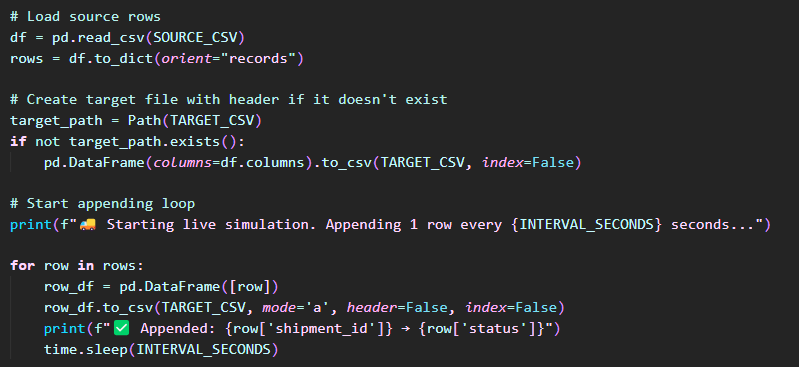 # Load source rows
df = pd.read_csv(SOURCE_CSV)
rows = df.to_dict(orient="records")
# Create target file with header if it doesn't exist
target_path = Path(TARGET_CSV)
if not target_path.exists():
    pd.DataFrame(columns=df.columns).to_csv(TARGET_CSV, index=False)
# Start appending loop
print(f"🚚 Starting live simulation. Appending 1 row every {INTERVAL_SECONDS} seconds...")
for row in rows:
    row_df = pd.DataFrame([row])
    row_df.to_csv(TARGET_CSV, mode='a', header=False, index=False)
    print(f"✅ Appended: {row['shipment_id']} → {row['status']}")
    time.sleep(INTERVAL_SECONDS)